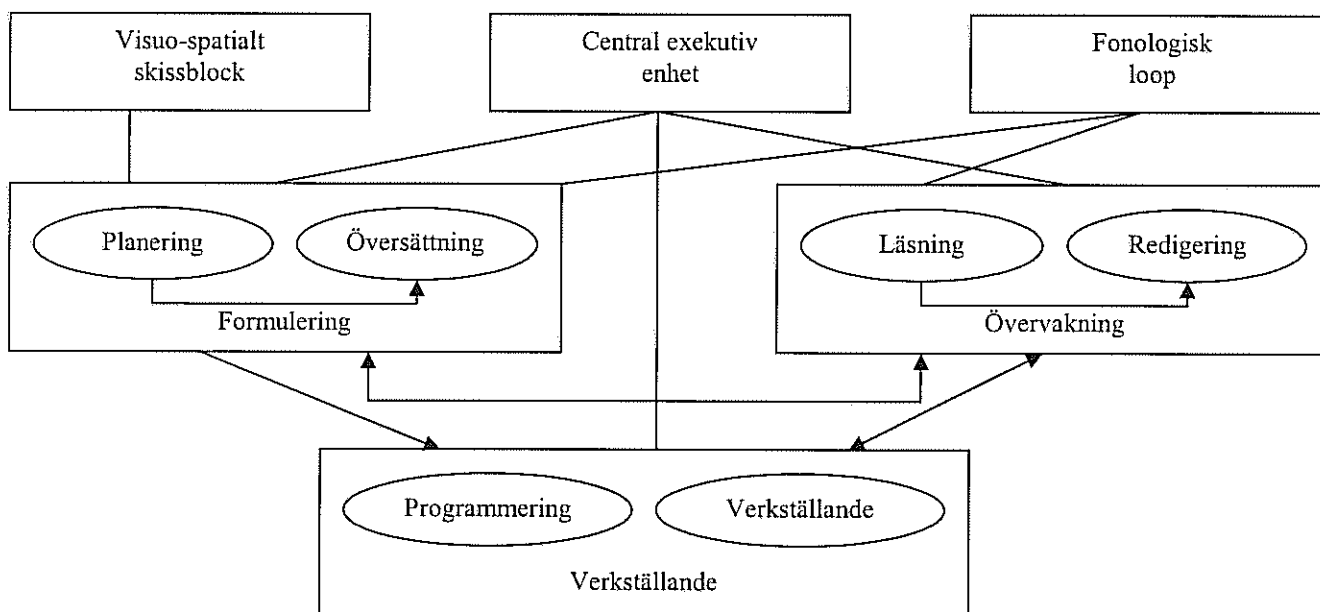 Visuo-spatialt
skissblock
Central exekutiv
enhet
Fonologisk
loop
Planering
Översättning
Formulering
Läsning
Redigering
Övervakning
Programmering
Verkställande
Verkställande